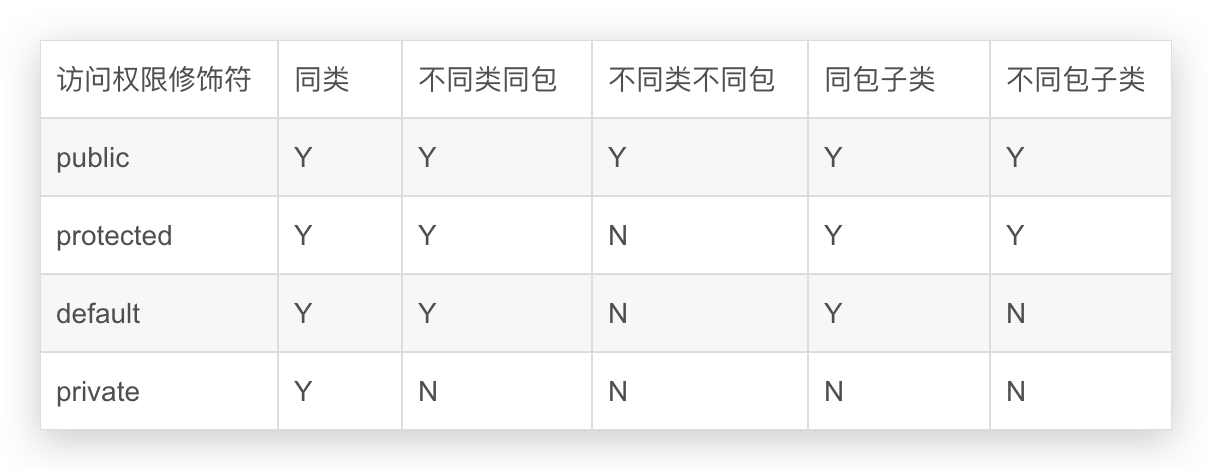 访问权限修饰符 同类 不同类同包 不同类不同包 同包子类 不同包子类
public Y Y Y Y Y
protected Y Y N Y Y
default Y Y N Y N
private Y N N N N